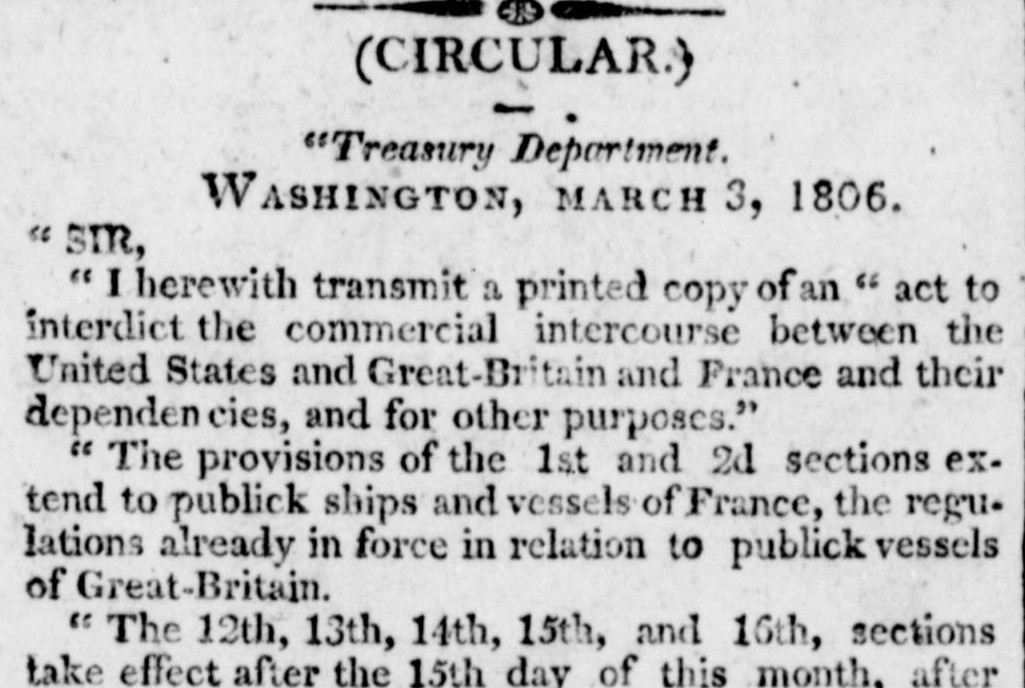 (CIRCULAR.)
"Treasury Department.
WASHINGTON, MARCH 3, 1806.
" SIR,
" I herewith transmit a printed copy of an " act to
interdict the commercial intercourse between the
United States and Great-Britain and France and their
dependencies, and for other purposes."
" The provisions of the 1st and 2d sections ex-
tend to publick ships and vessels of France, the regu-
lations already in force in relation to publick vessels
of Great-Britain.
" The 12th, 13th, 14th, 15th, and 16th, sections
take effect after the 15th day of this month, after